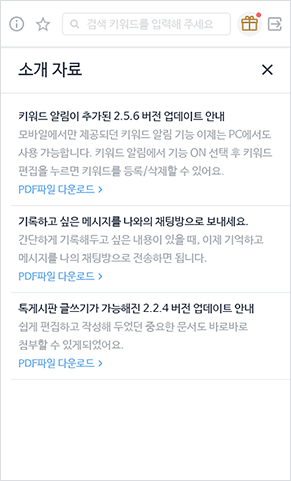 검색 키워드를 입력해 주세요
소개 자료
키워드 알림이 추가된 2.5.6 버전 업데이트 안내
모바일에서만 제공되던 키워드 알림 기능 이제는 PC에서도
사용 가능합니다. 키워드 알림에서 기능 ON 선택 후 키워드
편집을 누르면 키워드를 등록/삭제할 수 있어요.
PDF파일 다운로드 >
기록하고 싶은 메시지를 나와의 채팅방으로 보내세요.
간단하게 기록해두고 싶은 내용이 있을 때, 이제 기억하고
메시지를 나의 채팅방으로 전송하면 됩니다.
PDF파일 다운로드 >
톡게시판 글쓰기가 가능해진 2.2.4 버전 업데이트 안내
쉽게 편집하고 작성해 두었던 중요한 문서도 바로바로
첨부할 수 있게되었어요.
PDF파일 다운로드 >